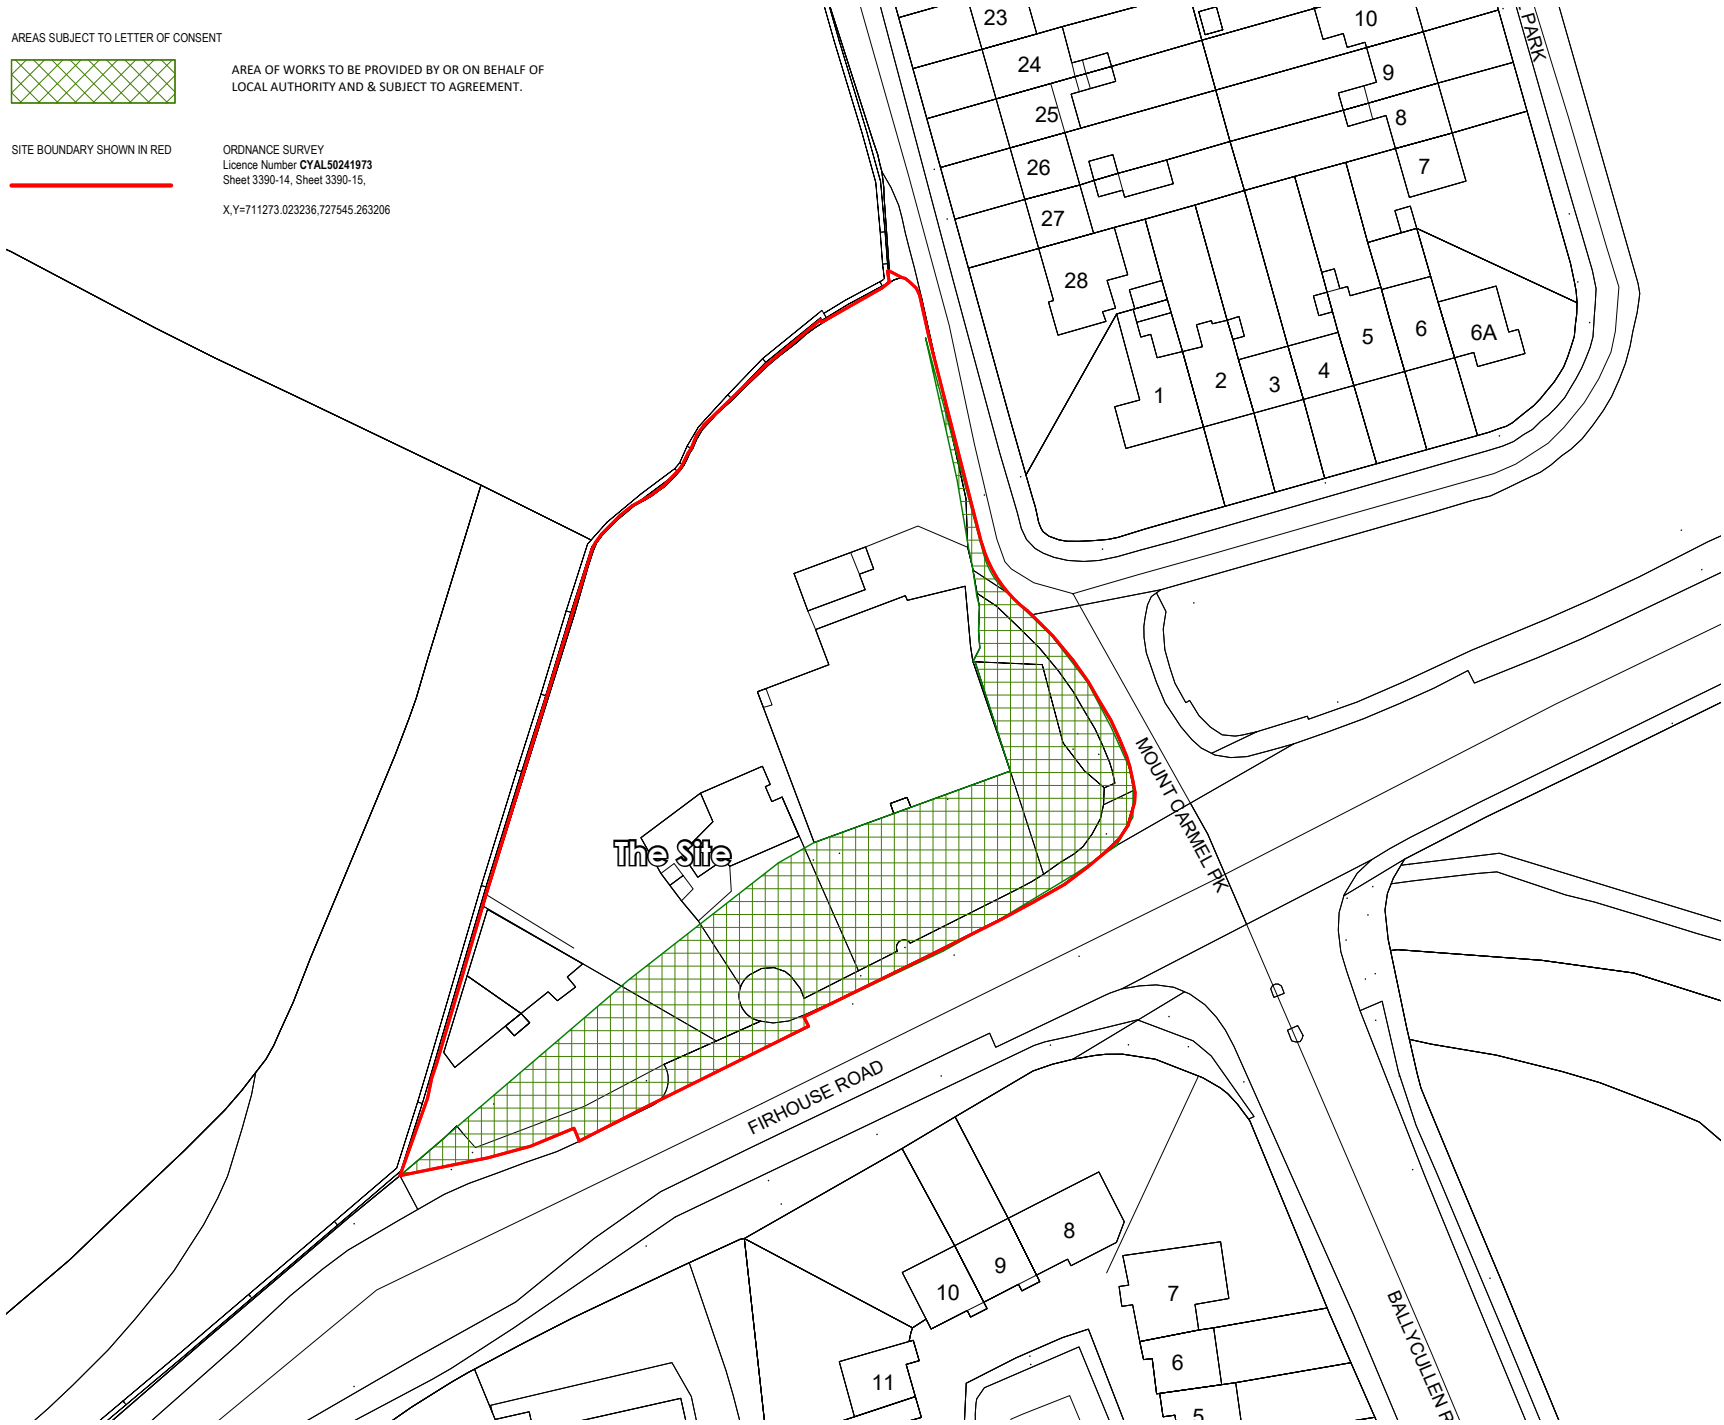 AREAS SUBJECT TO LETTER OF CONSENT
AREA OF WORKS TO BE PROVIDED BY OR ON BEHALF OF
LOCAL AUTHORITY AND & SUBJECT TO AGREEMENT.
SITE BOUNDARY SHOWN IN RED
ORDNANCE SURVEY
Licence Number CYAL50241973
Sheet 3390-14, Sheet 3390-15,
X,Y=711273.023236,727545.263206
23
24
25
26
27
28
10
9
8
7
PARK
1
2
3
4
5
6
6A
The Site
MOUNT CARMEL PK
FIRHOUSE ROAD
BALLYCULLEN R
8
9
10
11
7
6
5